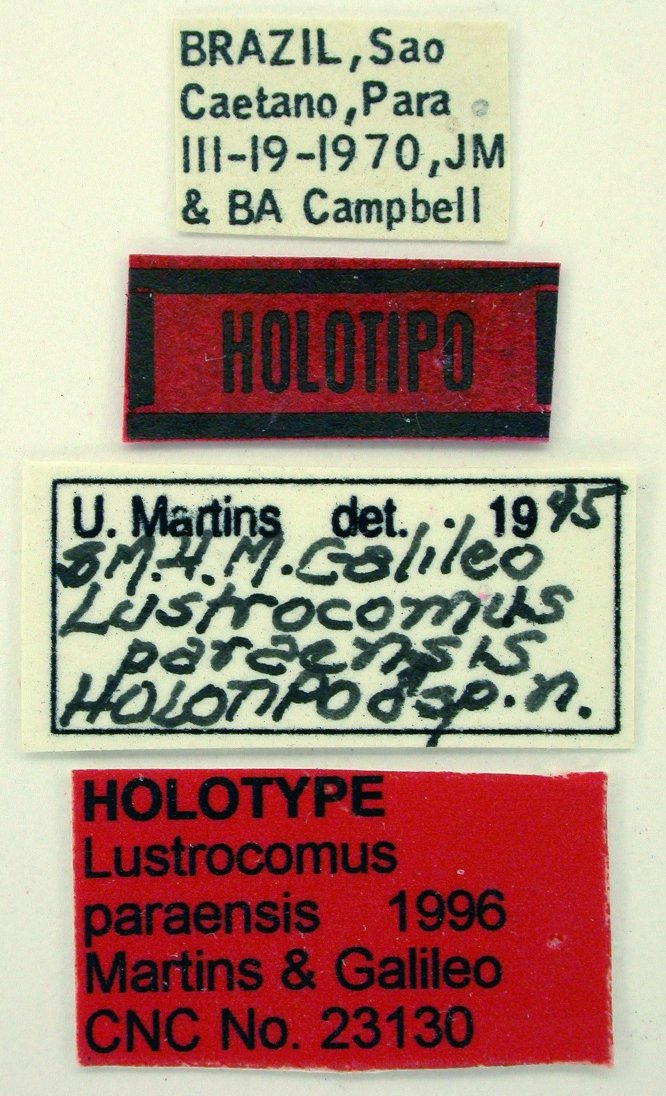 BRAZIL, Sao
Caetano, Para
III-19-1970, JM
& BA Campbell
HOLOTIPO
U. Martins det. 1995
& M.H.M. Galileo
Lustrocomus
paraensis
HOLOTIPO ♂ sp. n.
HOLOTYPE
Lustrocomus
paraensis 1996
Martins & Galileo
CNC No. 23130